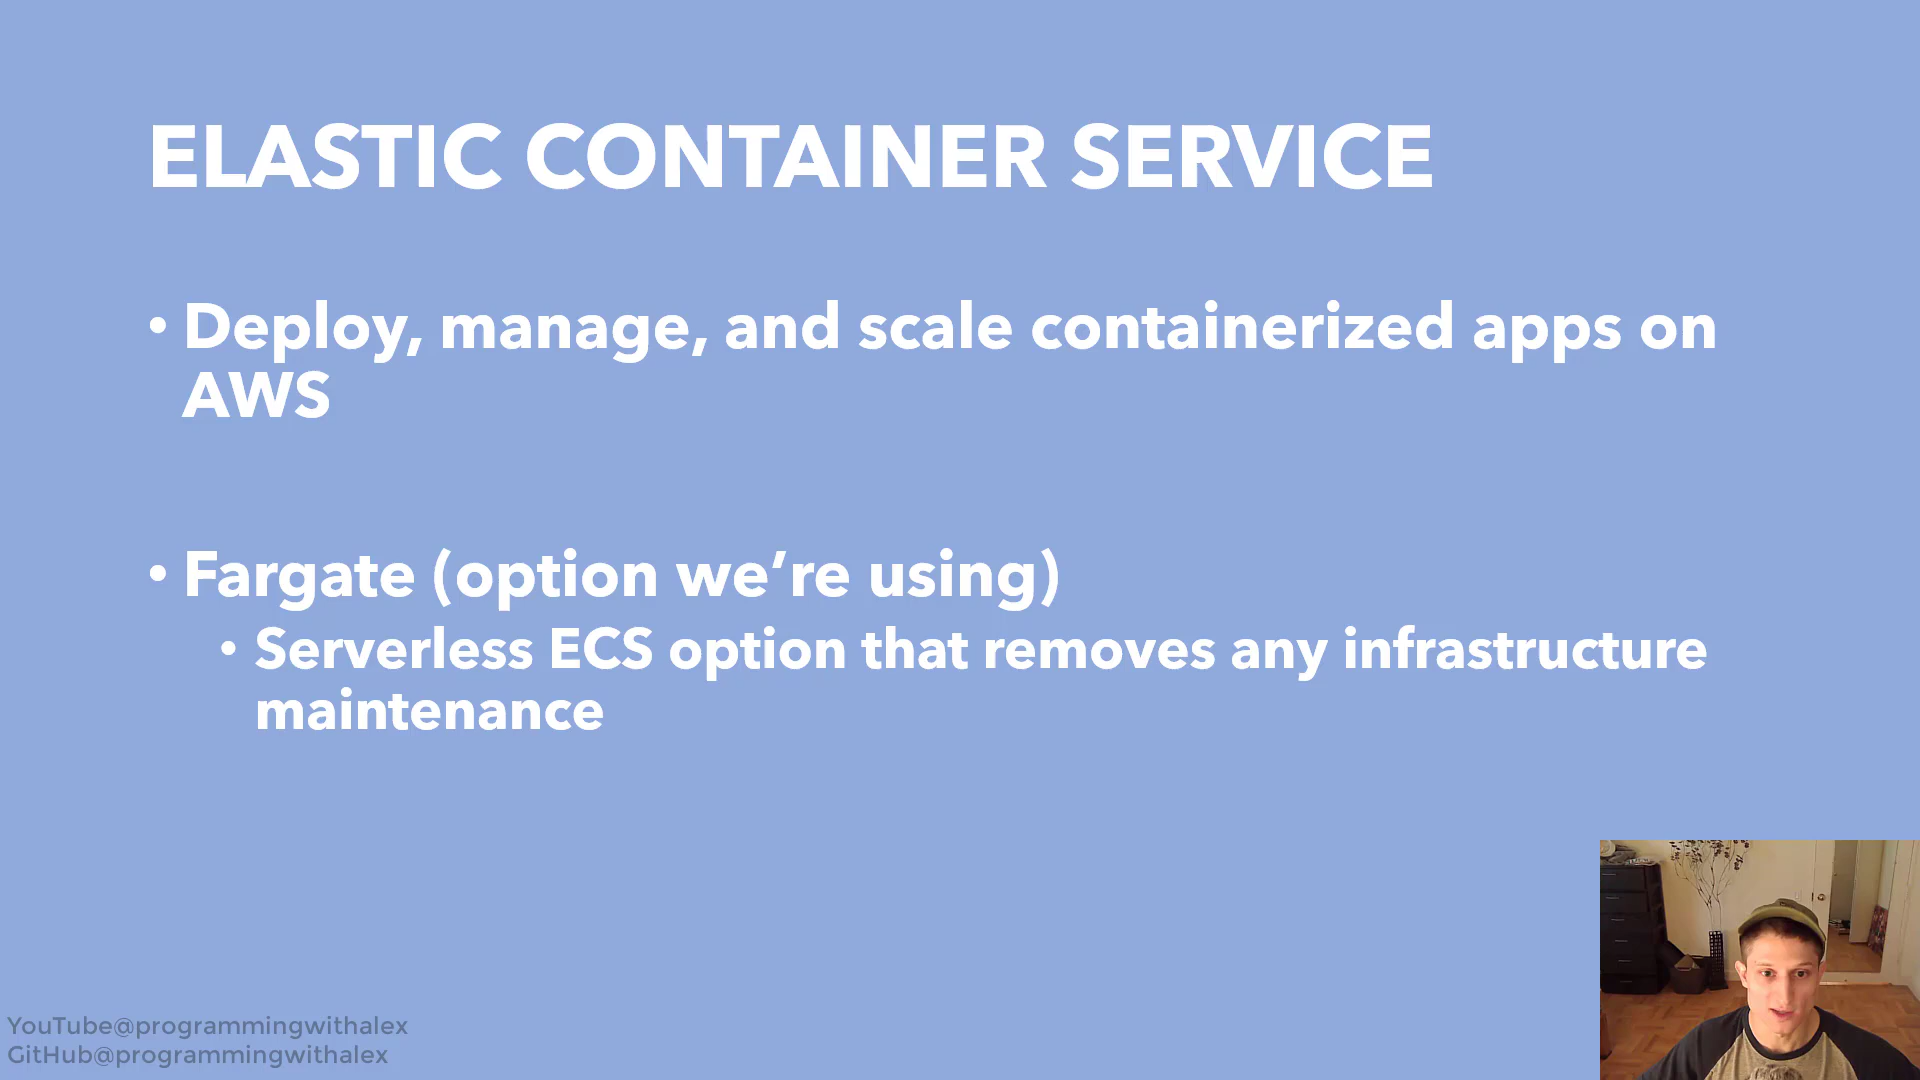 ELASTIC CONTAINER SERVICE
• Deploy, manage, and scale containerized apps on
AWS
• Fargate (option we’re using)
• Serverless ECS option that removes any infrastructure
maintenance
YouTube@programmingwithalex
GitHub@programmingwithalex